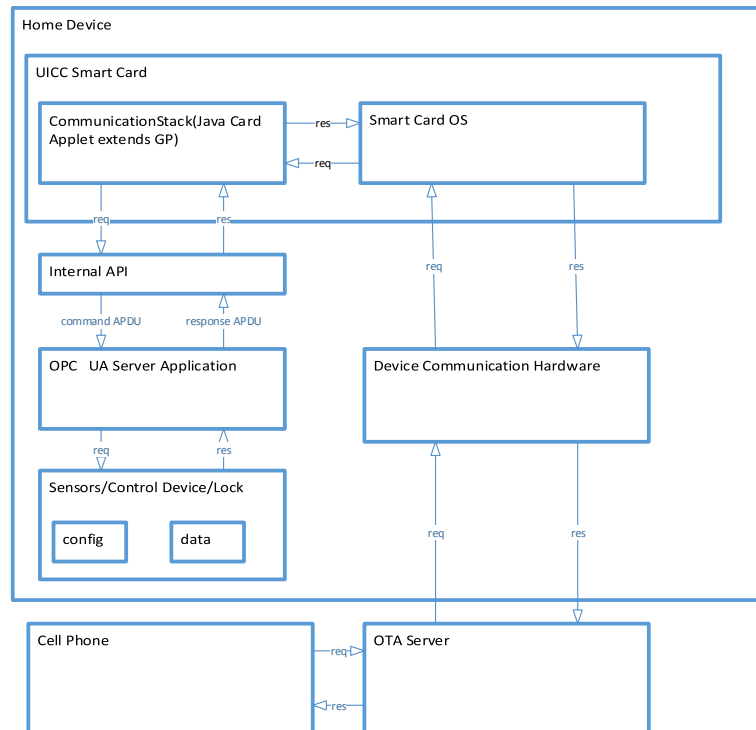 Home Device
UICC Smart Card
CommunicationStack(Java Card
Applet extends GP)
res
Smart Card OS
req
req
res
req
res
Internal API
command APDU
response APDU
OPC   UA Server Application
Device Communication Hardware
req
res
Sensors/Control Device/Lock
config
data
req
res
Cell Phone
OTA Server
req
res